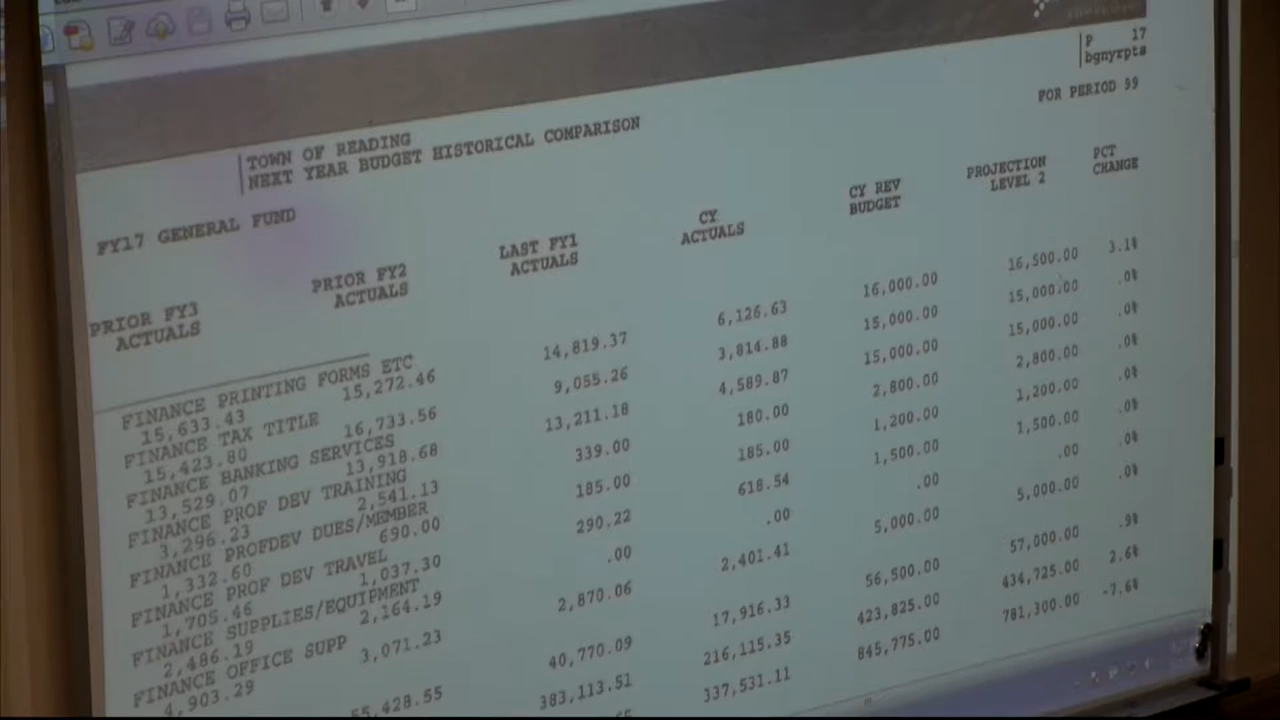 P 17
bgnyrpts
TOWN OF READING
NEXT YEAR BUDGET HISTORICAL COMPARISON
FOR PERIOD 99
FY17 GENERAL FUND
PRIOR FY3 ACTUALS PRIOR FY2 ACTUALS LAST FY1 ACTUALS CY ACTUALS CY REV BUDGET PROJECTION LEVEL 2 PCT CHANGE
FINANCE PRINTING FORMS ETC
15,633.43 15,272.46 14,819.37 6,126.63 16,000.00 16,500.00 3.1%
FINANCE TAX TITLE
15,423.80 16,733.56 9,055.26 3,814.88 15,000.00 15,000.00 .0%
FINANCE BANKING SERVICES
13,529.07 13,918.68 13,211.18 4,589.87 15,000.00 15,000.00 .0%
FINANCE PROF DEV TRAINING
3,296.23 2,541.13 339.00 180.00 2,800.00 2,800.00 .0%
FINANCE PROFDEV DUES/MEMBER
1,332.60 690.00 185.00 185.00 1,200.00 1,200.00 .0%
FINANCE PROF DEV TRAVEL
1,705.46 1,037.30 290.22 618.54 1,500.00 1,500.00 .0%
FINANCE SUPPLIES/EQUIPMENT
2,486.19 2,164.19 .00 .00 .00 .00 .0%
FINANCE OFFICE SUPP
4,903.29 3,071.23 2,870.06 2,401.41 5,000.00 5,000.00 .0%
55,428.55 40,770.09 17,916.33 56,500.00 57,000.00 .9%
383,113.51 216,115.35 423,825.00 434,725.00 2.6%
337,531.11 845,775.00 781,300.00 -7.6%